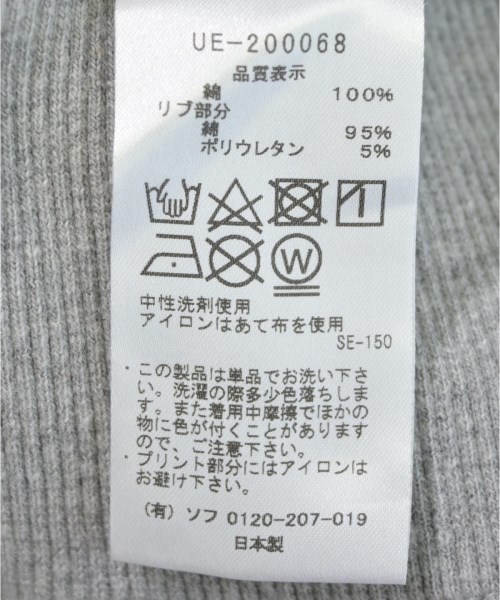 UE-200068
品質表示
綿 100%
リブ部分
綿 95%
ポリウレタン 5%
W
中性洗剤使用
アイロンはあて布を使用
SE-150
・この製品は単品でお洗い下さ
い。洗濯の際多少色落ちしま
す。また着用中摩擦でほかの
物に色が付くことがあります
ので、ご注意下さい。
・プリント部分にはアイロンは
お避け下さい。
(有) ソフ 0120-207-019
日本製